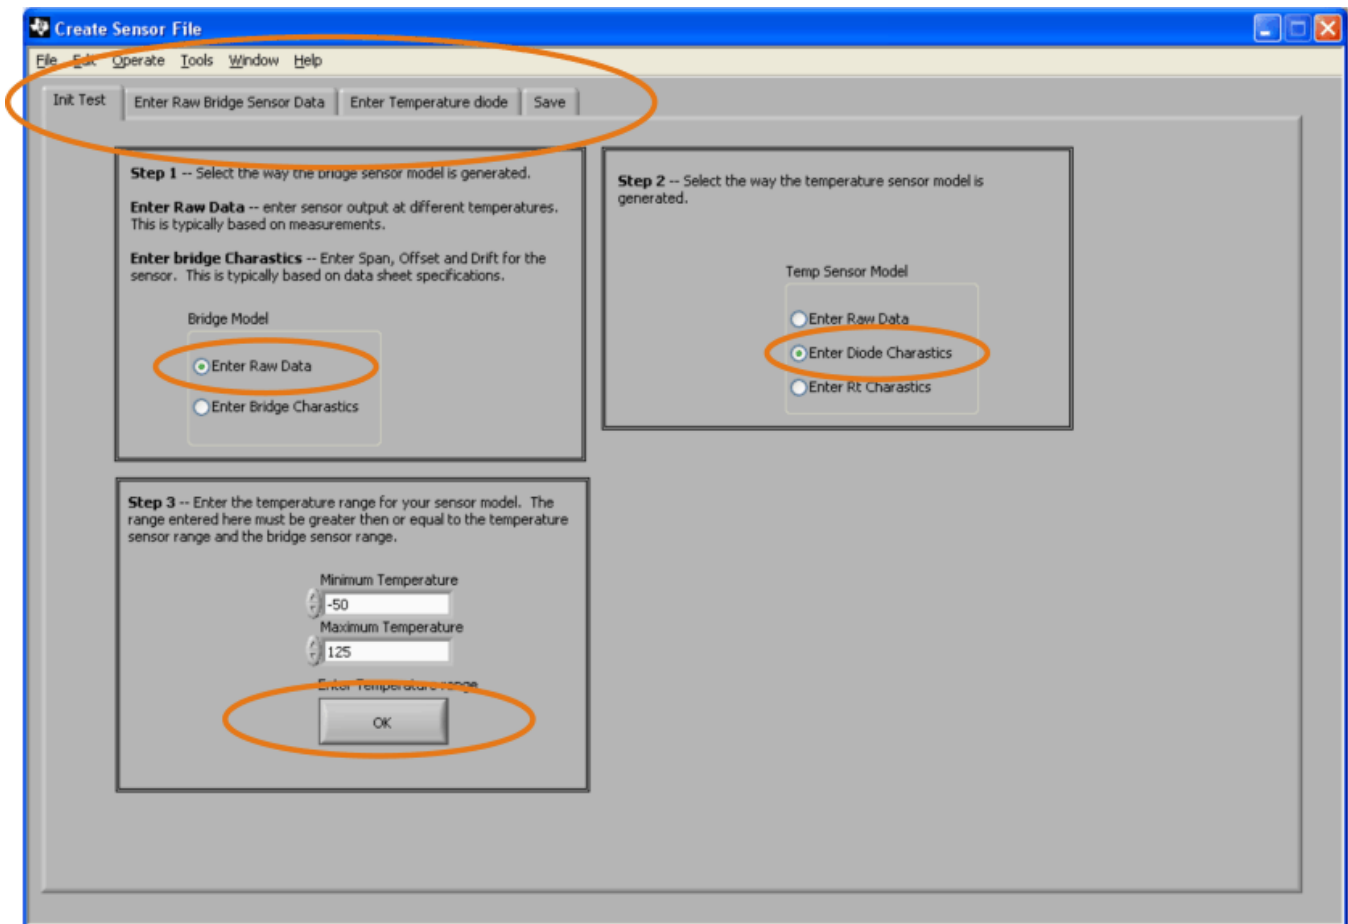 Create Sensor File
File Edit Operate Tools Window Help
Init Test Enter Raw Bridge Sensor Data Enter Temperature diode Save
Step 1 -- Select the way the bridge sensor model is generated.
Enter Raw Data -- enter sensor output at different temperatures.
This is typically based on measurements.
Enter bridge Charastics -- Enter Span, Offset and Drift for the
sensor. This is typically based on data sheet specifications.
Bridge Model
Enter Raw Data
Enter Bridge Charastics
Step 2 -- Select the way the temperature sensor model is
generated.
Temp Sensor Model
Enter Raw Data
Enter Diode Charastics
Enter Rt Charastics
Step 3 -- Enter the temperature range for your sensor model. The
range entered here must be greater then or equal to the temperature
sensor range and the bridge sensor range.
Minimum Temperature
-50
Maximum Temperature
125
Enter Temperature range
OK